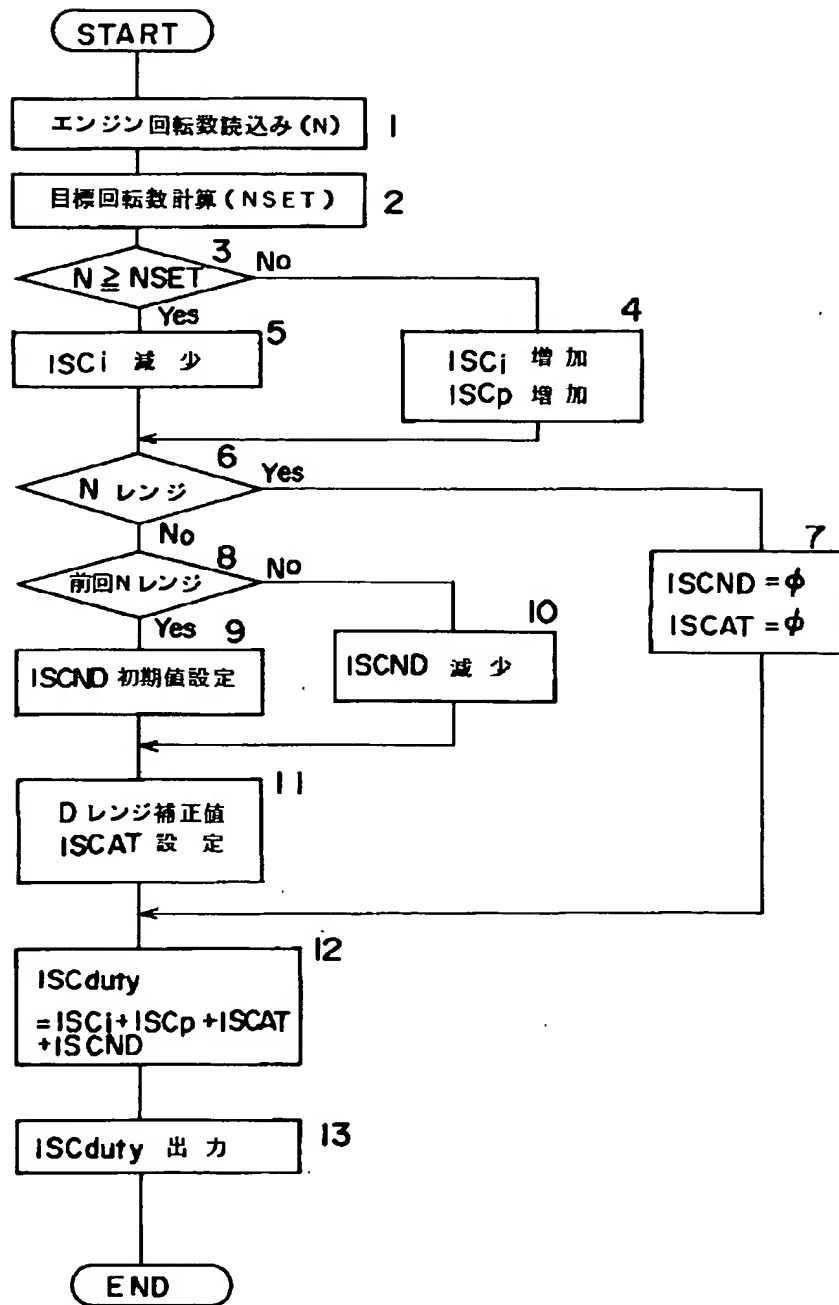 START
エンジン回転数読込み(N)
1
目標回転数計算(NSET)
2
3
N ≧ NSET
No
Yes
5
ISCi 減少
4
ISCi 増加
ISCp 増加
6
N レンジ
Yes
No
7
ISCND = φ
ISCAT = φ
8
前回Nレンジ
No
Yes
9
ISCND 初期値設定
10
ISCND 減少
11
Dレンジ補正値
ISCAT 設定
12
ISCduty
=ISCi+ISCp+ISCAT
+ISCND
ISCduty 出力
13
END